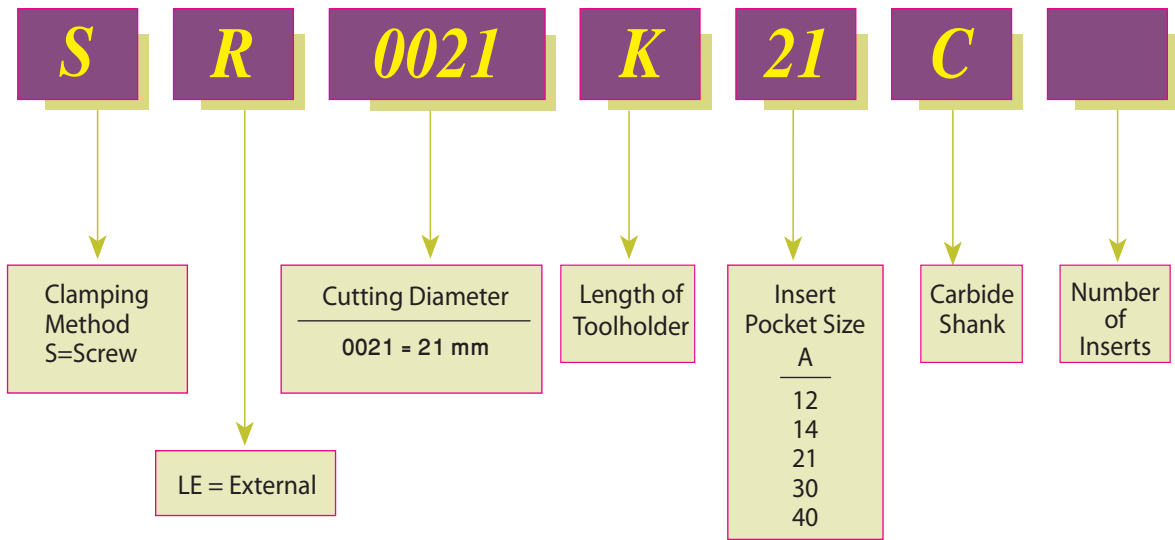 S R 0021 K 21 C
Clamping
Method
S=Screw
LE = External
Cutting Diameter
0021 = 21 mm
Length of
Toolholder
Insert
Pocket Size
A
12
14
21
30
40
Carbide
Shank
Number
of
Inserts